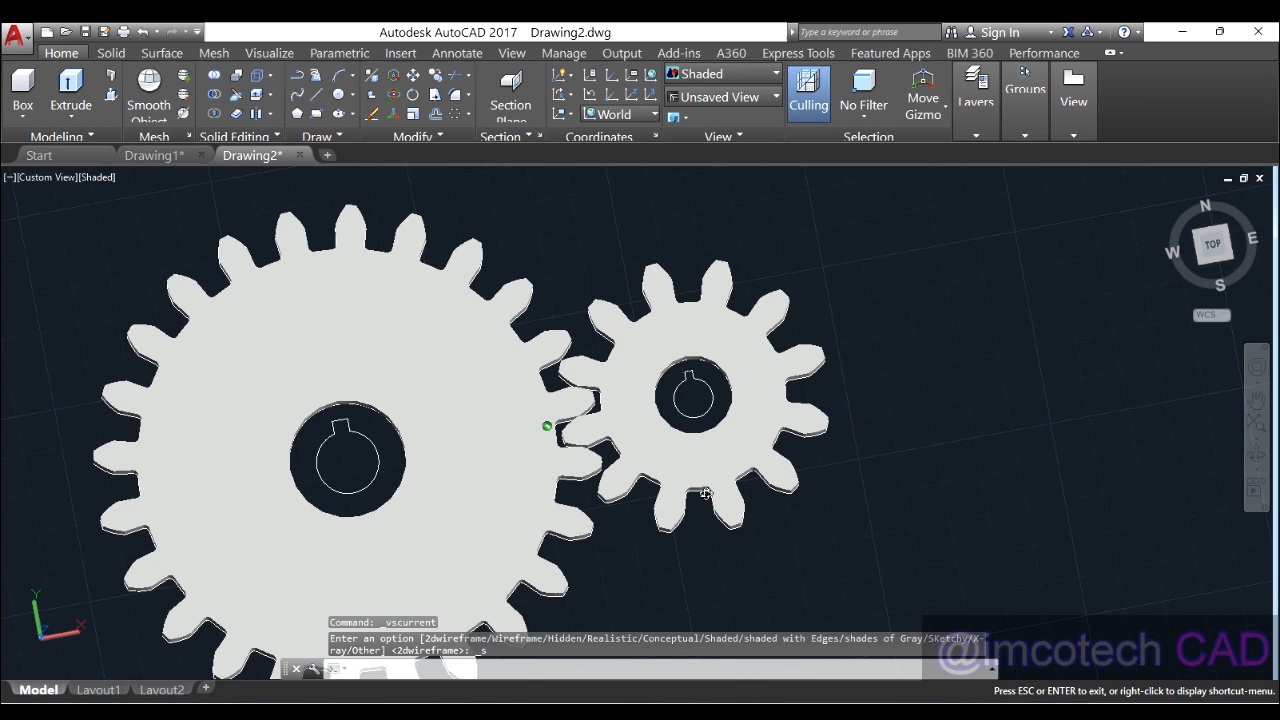 Autodesk AutoCAD 2017 Drawing2.dwg
Type a keyword or phrase
Sign In
Home Solid Surface Mesh Visualize Parametric Insert Annotate View Manage Output Add-ins A360 Express Tools Featured Apps BIM 360 Performance
Box
Extrude
Smooth
Object
Section
Plane
World
Shaded
Unsaved View
Culling
No Filter
Move
Gizmo
Layers
Groups
View
Modeling Mesh Solid Editing Draw Modify Section Coordinates View Selection
Start Drawing1* Drawing2*
[−][Custom View][Shaded]
N
W TOP E
S
WCS
Y
X
Z
Command: _vscurrent
Enter an option [2dwireframe/Wireframe/Hidden/Realistic/Conceptual/Shaded/shaded with Edges/shades of Gray/SKetchy/X-
ray/Other] <2dwireframe>: _s
@imcotech CAD
Model Layout1 Layout2 +
Press ESC or ENTER to exit, or right-click to display shortcut-menu.